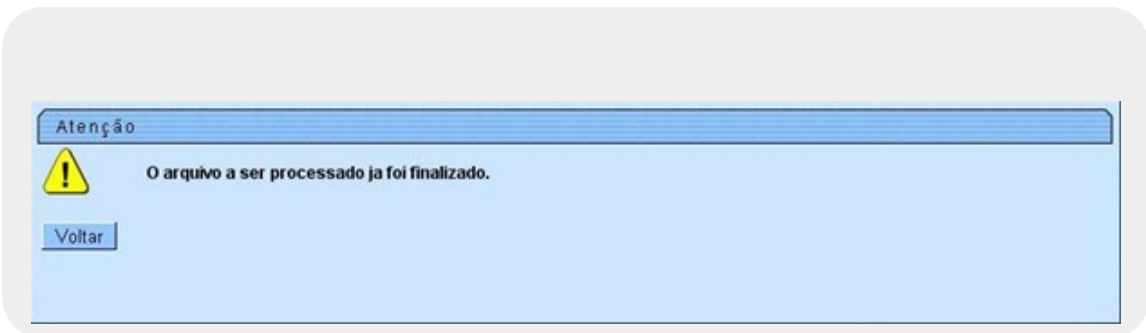 Atenção
O arquivo a ser processado ja foi finalizado.
Voltar